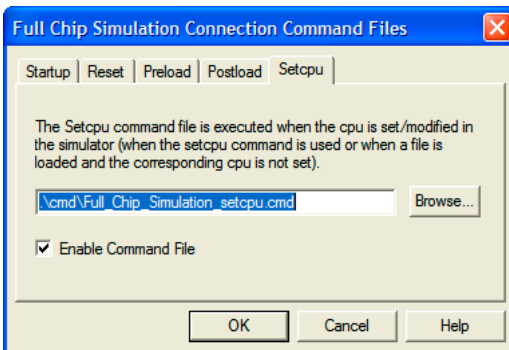 Full Chip Simulation Connection Command Files
Startup Reset Preload Postload Setcpu
The Setcpu command file is executed when the cpu is set/modified in
the simulator (when the setcpu command is used or when a file is
loaded and the corresponding cpu is not set).
.\cmd\Full_Chip_Simulation_setcpu.cmd Browse...
Enable Command File
OK Cancel Help